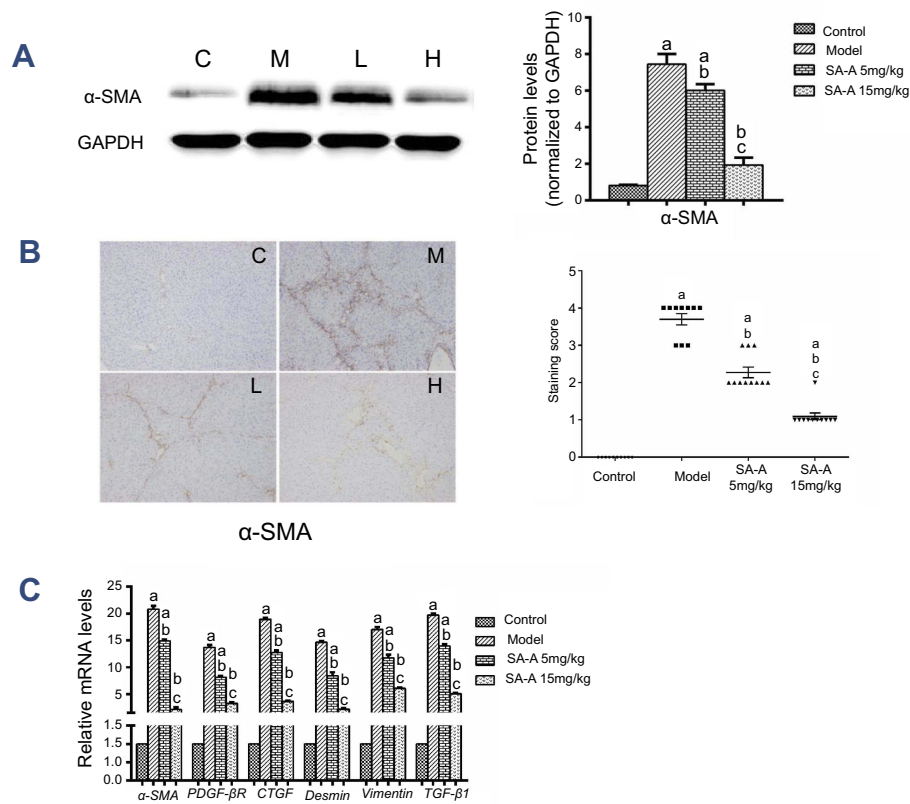 A
C M L H
α-SMA
GAPDH
Protein levels
(normalized to GAPDH)
10
8
6
4
2
0
a
a
b
b
c
α-SMA
Control
Model
SA-A 5mg/kg
SA-A 15mg/kg
B
C
M
L
H
α-SMA
Staining score
5
4
3
2
1
0
a
a
b
a
b
c
Control
Model
SA-A
5mg/kg
SA-A
15mg/kg
C
Relative mRNA levels
25
20
15
10
5
1.5
1.5
0.5
0.0
a
a
b
b
c
a
a
b
b
c
a
a
b
b
c
a
a
b
b
c
a
a
b
b
c
a
a
b
b
c
α-SMA PDGF-βR CTGF Desmin Vimentin TGF-β1
Control
Model
SA-A 5mg/kg
SA-A 15mg/kg